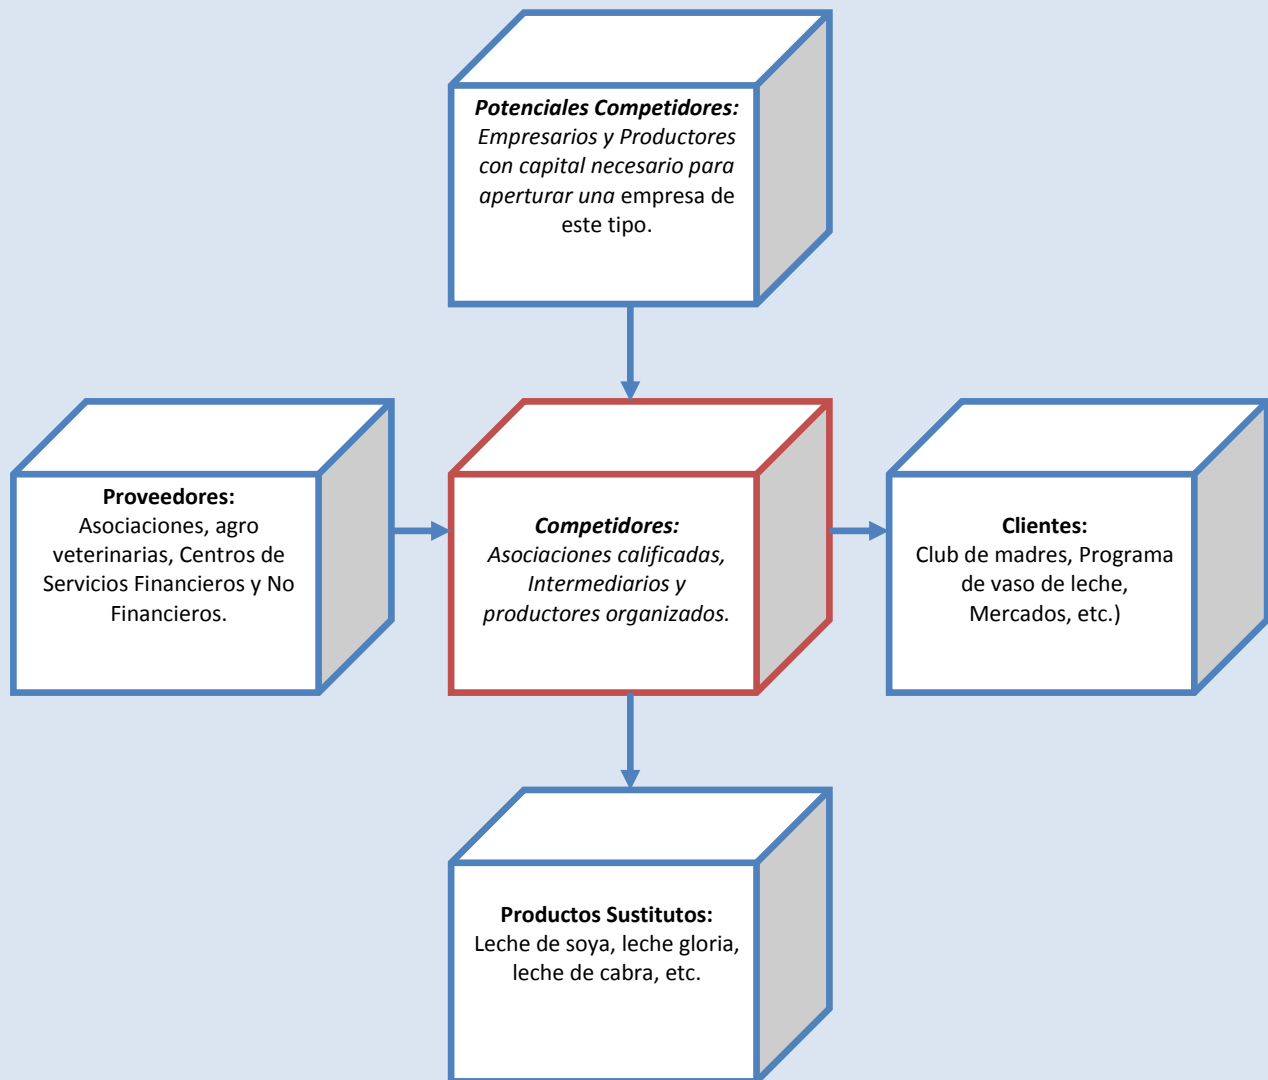 Potenciales Competidores:
Empresarios y Productores
con capital necesario para
aperturar una empresa de
este tipo.
Proveedores:
Asociaciones, agro
veterinarias, Centros de
Servicios Financieros y No
Financieros.
Competidores:
Asociaciones calificadas,
Intermediarios y
productores organizados.
Clientes:
Club de madres, Programa
de vaso de leche,
Mercados, etc.)
Productos Sustitutos:
Leche de soya, leche gloria,
leche de cabra, etc.